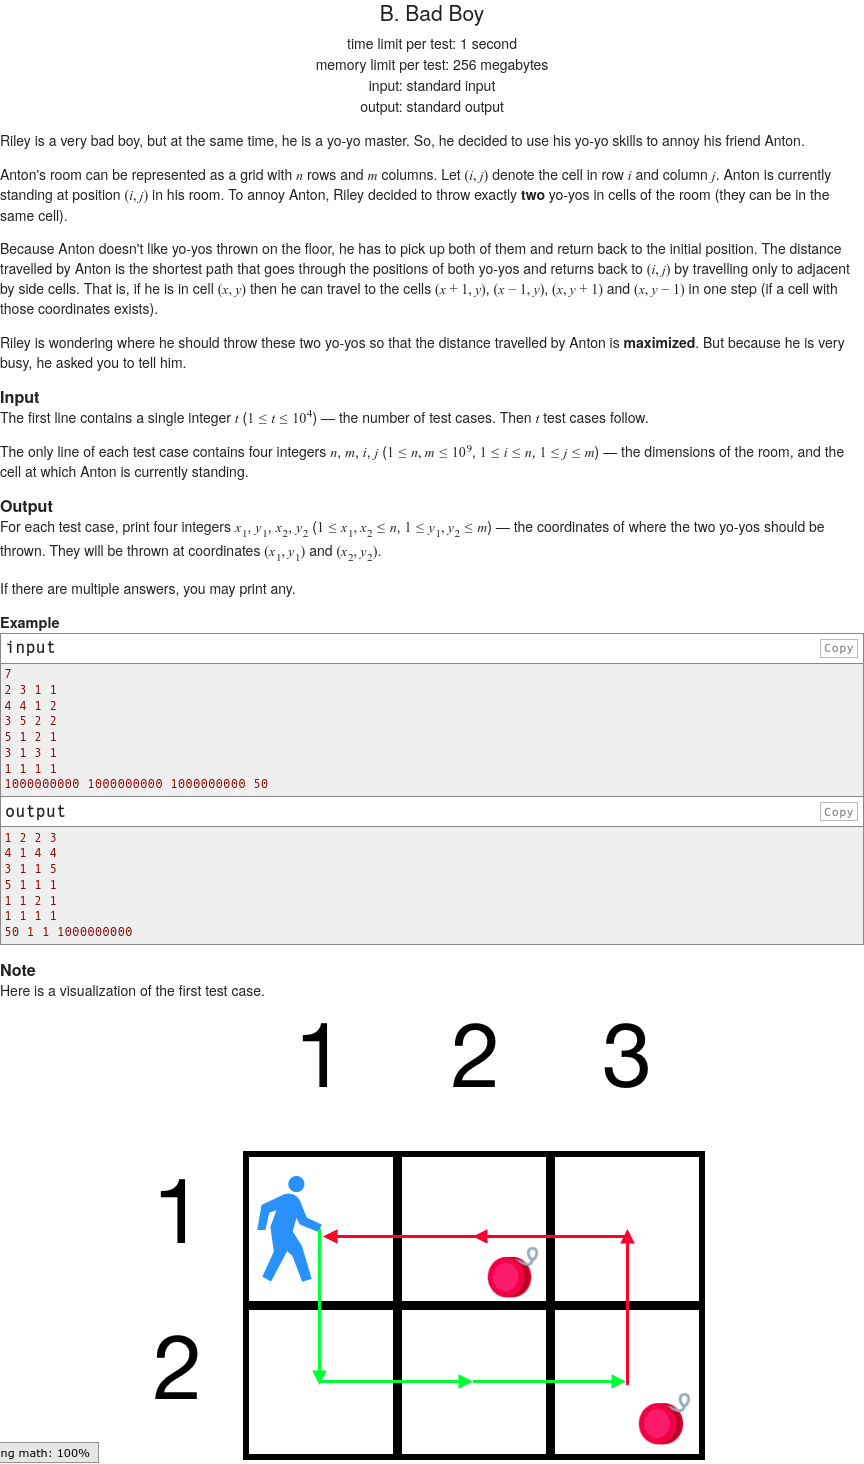 B. Bad Boy
time limit per test: 1 second
memory limit per test: 256 megabytes
input: standard input
output: standard output
Riley is a very bad boy, but at the same time, he is a yo-yo master. So, he decided to use his yo-yo skills to annoy his friend Anton.
Anton's room can be represented as a grid with n rows and m columns. Let (i, j) denote the cell in row i and column j. Anton is currently
standing at position (i, j) in his room. To annoy Anton, Riley decided to throw exactly two yo-yos in cells of the room (they can be in the
same cell).
Because Anton doesn't like yo-yos thrown on the floor, he has to pick up both of them and return back to the initial position. The distance
travelled by Anton is the shortest path that goes through the positions of both yo-yos and returns back to (i, j) by travelling only to adjacent
by side cells. That is, if he is in cell (x, y) then he can travel to the cells (x + 1, y), (x − 1, y), (x, y + 1) and (x, y − 1) in one step (if a cell with
those coordinates exists).
Riley is wondering where he should throw these two yo-yos so that the distance travelled by Anton is maximized. But because he is very
busy, he asked you to tell him.
Input
The first line contains a single integer t (1 ≤ t ≤ 10^4) — the number of test cases. Then t test cases follow.
The only line of each test case contains four integers n, m, i, j (1 ≤ n, m ≤ 10^9, 1 ≤ i ≤ n, 1 ≤ j ≤ m) — the dimensions of the room, and the
cell at which Anton is currently standing.
Output
For each test case, print four integers x_1, y_1, x_2, y_2 (1 ≤ x_1, x_2 ≤ n, 1 ≤ y_1, y_2 ≤ m) — the coordinates of where the two yo-yos should be
thrown. They will be thrown at coordinates (x_1, y_1) and (x_2, y_2).
If there are multiple answers, you may print any.
Example
input Copy
7
2 3 1 1
4 4 1 2
3 5 2 2
5 1 2 1
3 1 3 1
1 1 1 1
1000000000 1000000000 1000000000 50
output Copy
1 2 2 3
4 1 4 4
3 1 1 5
5 1 1 1
1 1 2 1
1 1 1 1
50 1 1 1000000000
Note
Here is a visualization of the first test case.
1 2 3
1
2
ng math: 100%